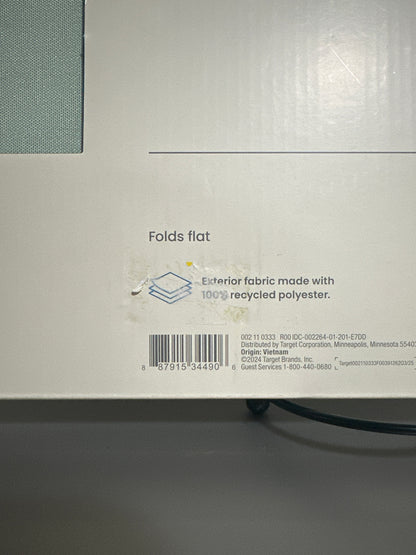 Folds flat
Exterior fabric made with
100% recycled polyester.
002 11 0333 R00 IDC-002264-01-201-E7DD
Distributed by Target Corporation, Minneapolis, Minnesota 55403
Origin: Vietnam
©2024 Target Brands, Inc.
Guest Services 1-800-440-0680
8 87915 34490 6